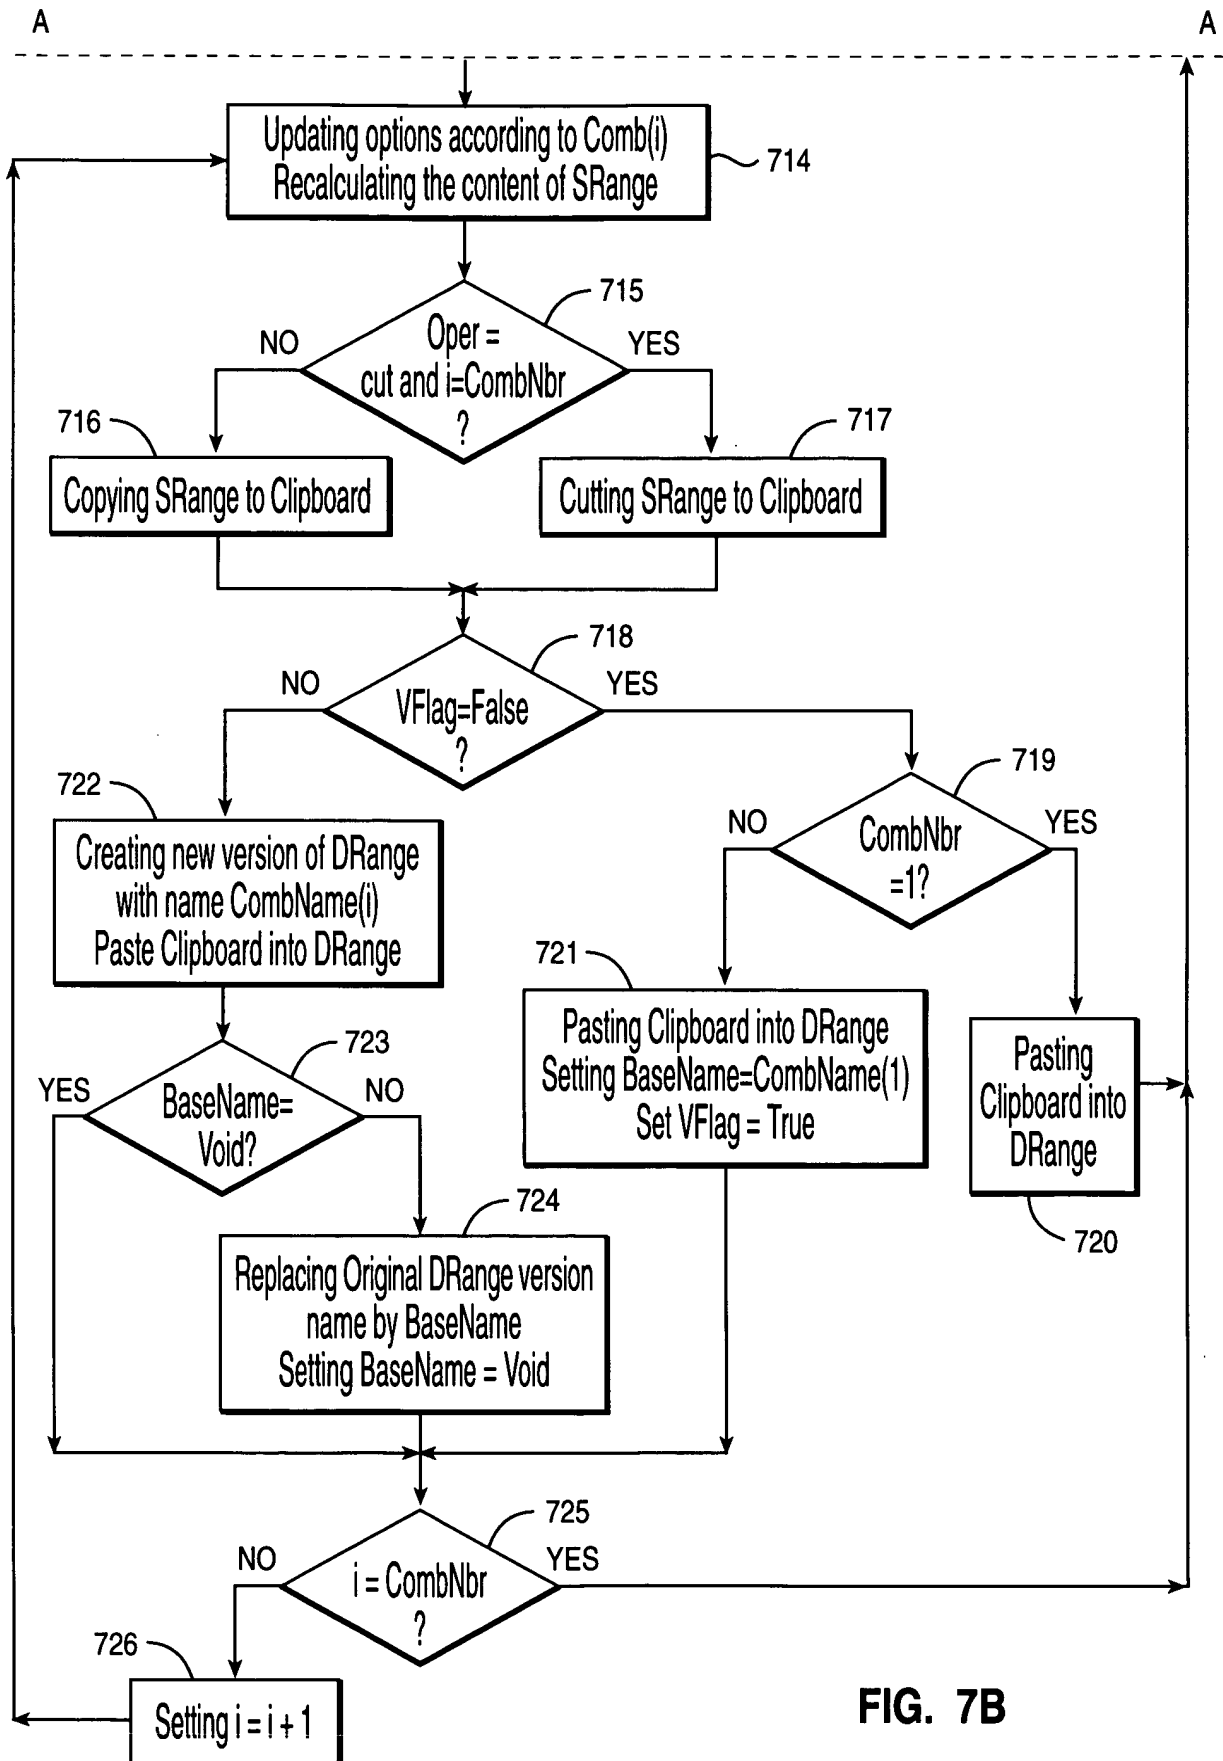 A
A
Updating options according to Comb(i)
Recalculating the content of SRange
714
715
NO
YES
Oper =
cut and i=CombNbr
?
716
717
Copying SRange to Clipboard
Cutting SRange to Clipboard
718
NO
YES
VFlag=False
?
722
719
Creating new version of DRange
with name CombName(i)
Paste Clipboard into DRange
NO
YES
CombNbr
=1?
721
Pasting Clipboard into DRange
Setting BaseName=CombName(1)
Set VFlag = True
Pasting
Clipboard into
DRange
720
723
YES
NO
BaseName=
Void?
724
Replacing Original DRange version
name by BaseName
Setting BaseName = Void
725
NO
YES
i = CombNbr
?
726
Setting i = i + 1
FIG. 7B